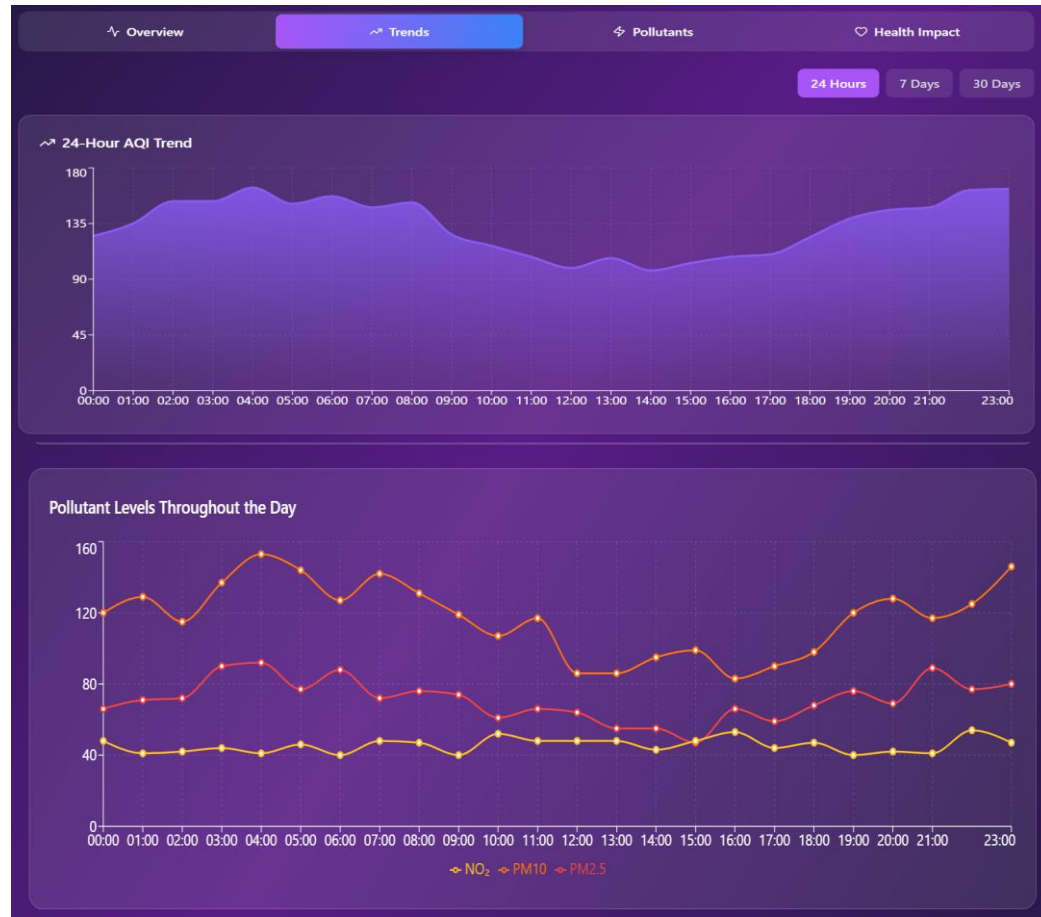 Overview Trends Pollutants Health Impact
24 Hours 7 Days 30 Days
24-Hour AQI Trend
180
135
90
45
0
00:00 01:00 02:00 03:00 04:00 05:00 06:00 07:00 08:00 09:00 10:00 11:00 12:00 13:00 14:00 15:00 16:00 17:00 18:00 19:00 20:00 21:00 23:00
Pollutant Levels Throughout the Day
160
120
80
40
0
00:00 01:00 02:00 03:00 04:00 05:00 06:00 07:00 08:00 09:00 10:00 11:00 12:00 13:00 14:00 15:00 16:00 17:00 18:00 19:00 20:00 21:00 23:00
NO₂ PM10 PM2.5